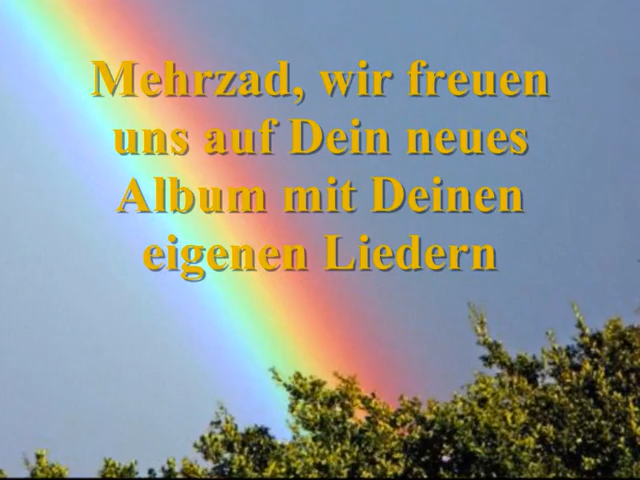 Mehrzad, wir freuen
uns auf Dein neues
Album mit Deinen
eigenen Liedern